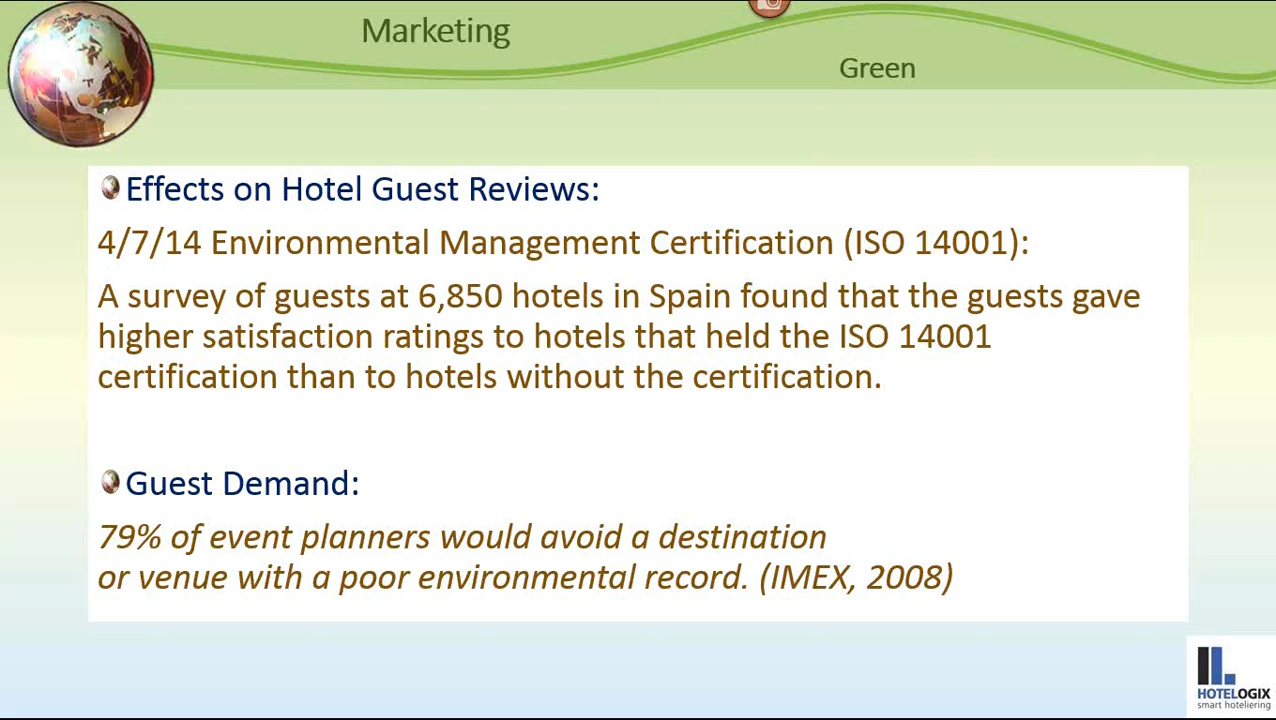 Marketing
Green
Effects on Hotel Guest Reviews:
4/7/14 Environmental Management Certification (ISO 14001):
A survey of guests at 6,850 hotels in Spain found that the guests gave
higher satisfaction ratings to hotels that held the ISO 14001
certification than to hotels without the certification.
Guest Demand:
79% of event planners would avoid a destination
or venue with a poor environmental record. (IMEX, 2008)
HOTELOGIX
smart hoteliering